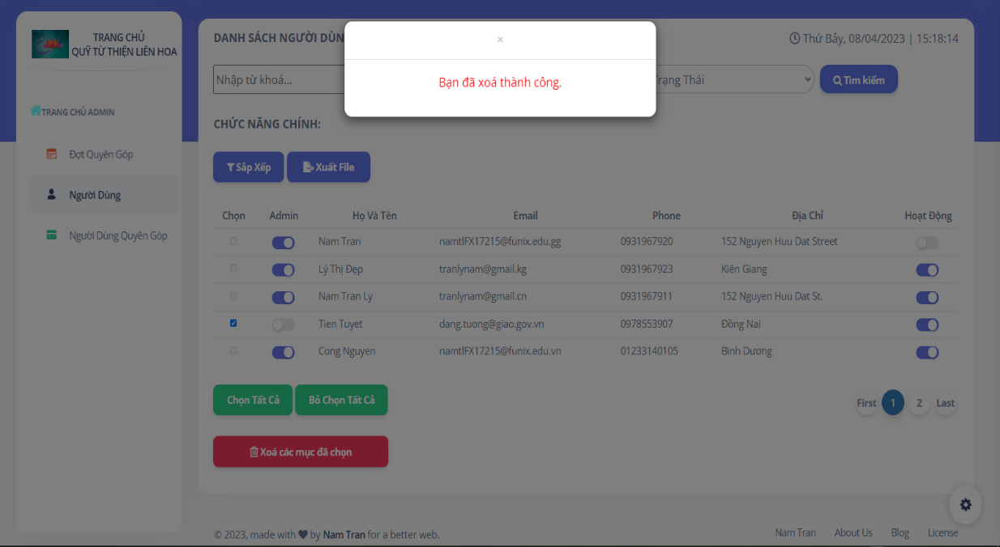 TRANG CHỦ
QUỸ TỪ THIỆN LIÊN HOA
TRANG CHỦ ADMIN
Đợt Quyên Góp
Người Dùng
Người Dùng Quyên Góp
DANH SÁCH NGƯỜI DÙN
Thứ Bảy, 08/04/2023 | 15:18:14
×
Bạn đã xoá thành công.
Nhập từ khoá...
Trạng Thái
Tìm kiếm
CHỨC NĂNG CHÍNH:
Sắp Xếp
Xuất File
Chọn Admin Họ Và Tên Email Phone Địa Chỉ Hoạt Động
Nam Tran namtlFX17215@funix.edu.gg 0931967920 152 Nguyen Huu Dat Street
Lý Thị Đẹp tranlynam@gmail.kg 0931967923 Kiên Giang
Nam Tran Ly tranlynam@gmail.cn 0931967911 152 Nguyen Huu Dat St.
Tien Tuyet dang.tuong@giao.gov.vn 0978553907 Đồng Nai
Cong Nguyen namtlFX17215@funix.edu.vn 01233140105 Bình Dương
Chọn Tất Cả
Bỏ Chọn Tất Cả
First 1 2 Last
Xoá các mục đã chọn
© 2023, made with ♥ by Nam Tran for a better web.
Nam Tran About Us Blog License